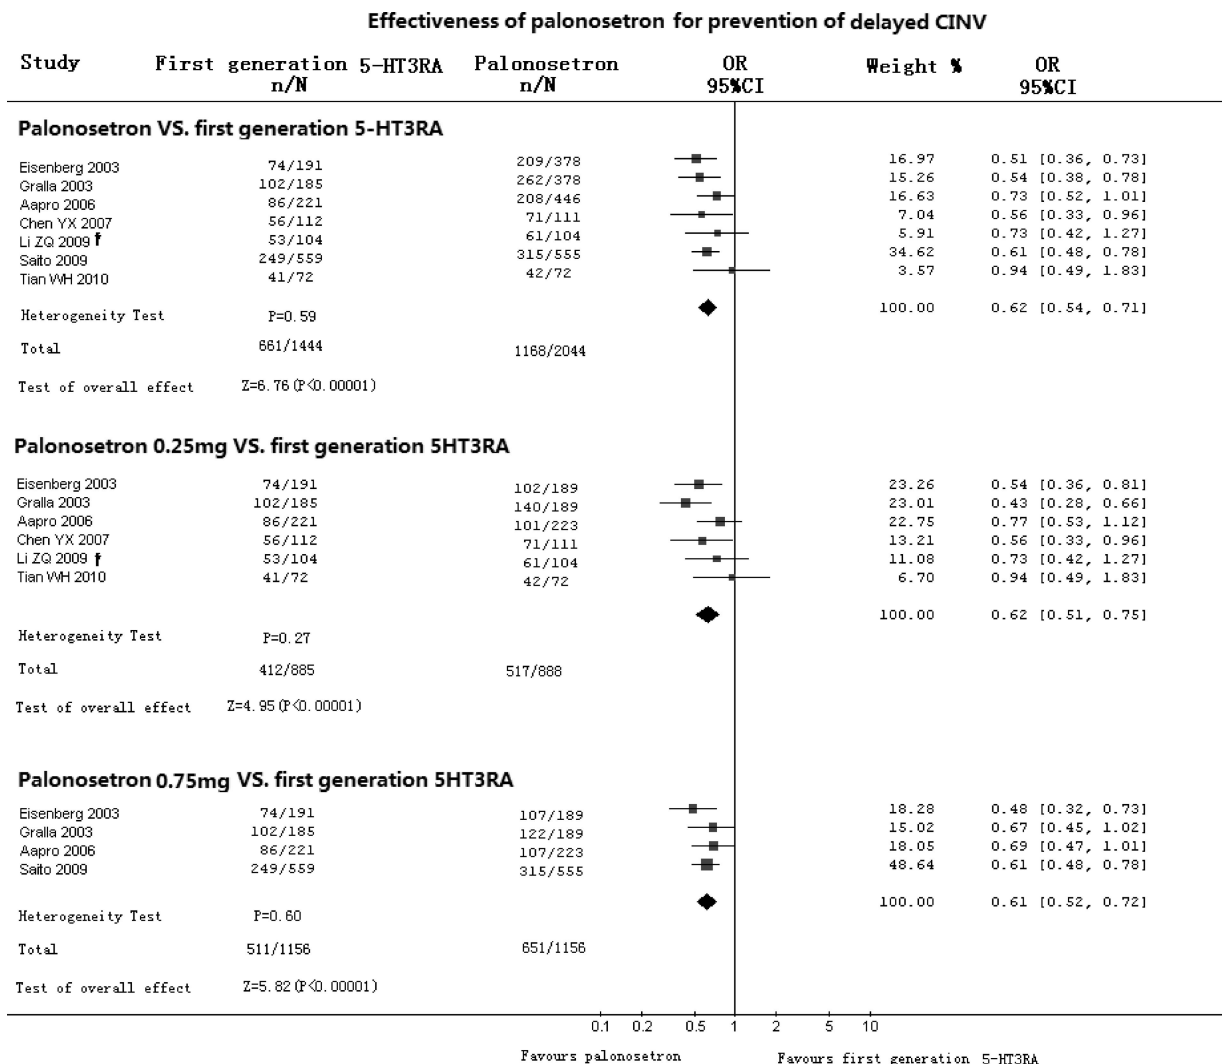 Effectiveness of palonosetron for prevention of delayed CINV
Study First generation 5-HT3RA Palonosetron OR Weight % OR
n/N n/N 95%CI 95%CI
Palonosetron VS. first generation 5-HT3RA
Eisenberg 2003 74/191 209/378 16.97 0.51 [0.36, 0.73]
Gralla 2003 102/185 262/378 15.26 0.54 [0.38, 0.78]
Aapro 2006 86/221 208/446 16.63 0.73 [0.52, 1.01]
Chen YX 2007 56/112 71/111 7.04 0.56 [0.33, 0.96]
Li ZQ 2009 † 53/104 61/104 5.91 0.73 [0.42, 1.27]
Saito 2009 249/559 315/555 34.62 0.61 [0.48, 0.78]
Tian WH 2010 41/72 42/72 3.57 0.94 [0.49, 1.83]
100.00 0.62 [0.54, 0.71]
Heterogeneity Test P=0.59
Total 661/1444 1168/2044
Test of overall effect Z=6.76(P<0.00001)
Palonosetron 0.25mg VS. first generation 5HT3RA
Eisenberg 2003 74/191 102/189 23.26 0.54 [0.36, 0.81]
Gralla 2003 102/185 140/189 23.01 0.43 [0.28, 0.66]
Aapro 2006 86/221 101/223 22.75 0.77 [0.53, 1.12]
Chen YX 2007 56/112 71/111 13.21 0.56 [0.33, 0.96]
Li ZQ 2009 † 53/104 61/104 11.08 0.73 [0.42, 1.27]
Tian WH 2010 41/72 42/72 6.70 0.94 [0.49, 1.83]
100.00 0.62 [0.51, 0.75]
Heterogeneity Test P=0.27
Total 412/885 517/888
Test of overall effect Z=4.95(P<0.00001)
Palonosetron 0.75mg VS. first generation 5HT3RA
Eisenberg 2003 74/191 107/189 18.28 0.48 [0.32, 0.73]
Gralla 2003 102/185 122/189 15.02 0.67 [0.45, 1.02]
Aapro 2006 86/221 107/223 18.05 0.69 [0.47, 1.01]
Saito 2009 249/559 315/555 48.64 0.61 [0.48, 0.78]
100.00 0.61 [0.52, 0.72]
Heterogeneity Test P=0.60
Total 511/1156 651/1156
Test of overall effect Z=5.82(P<0.00001)
0.1 0.2 0.5 1 2 5 10
Favours palonosetron Favours first generation 5-HT3RA